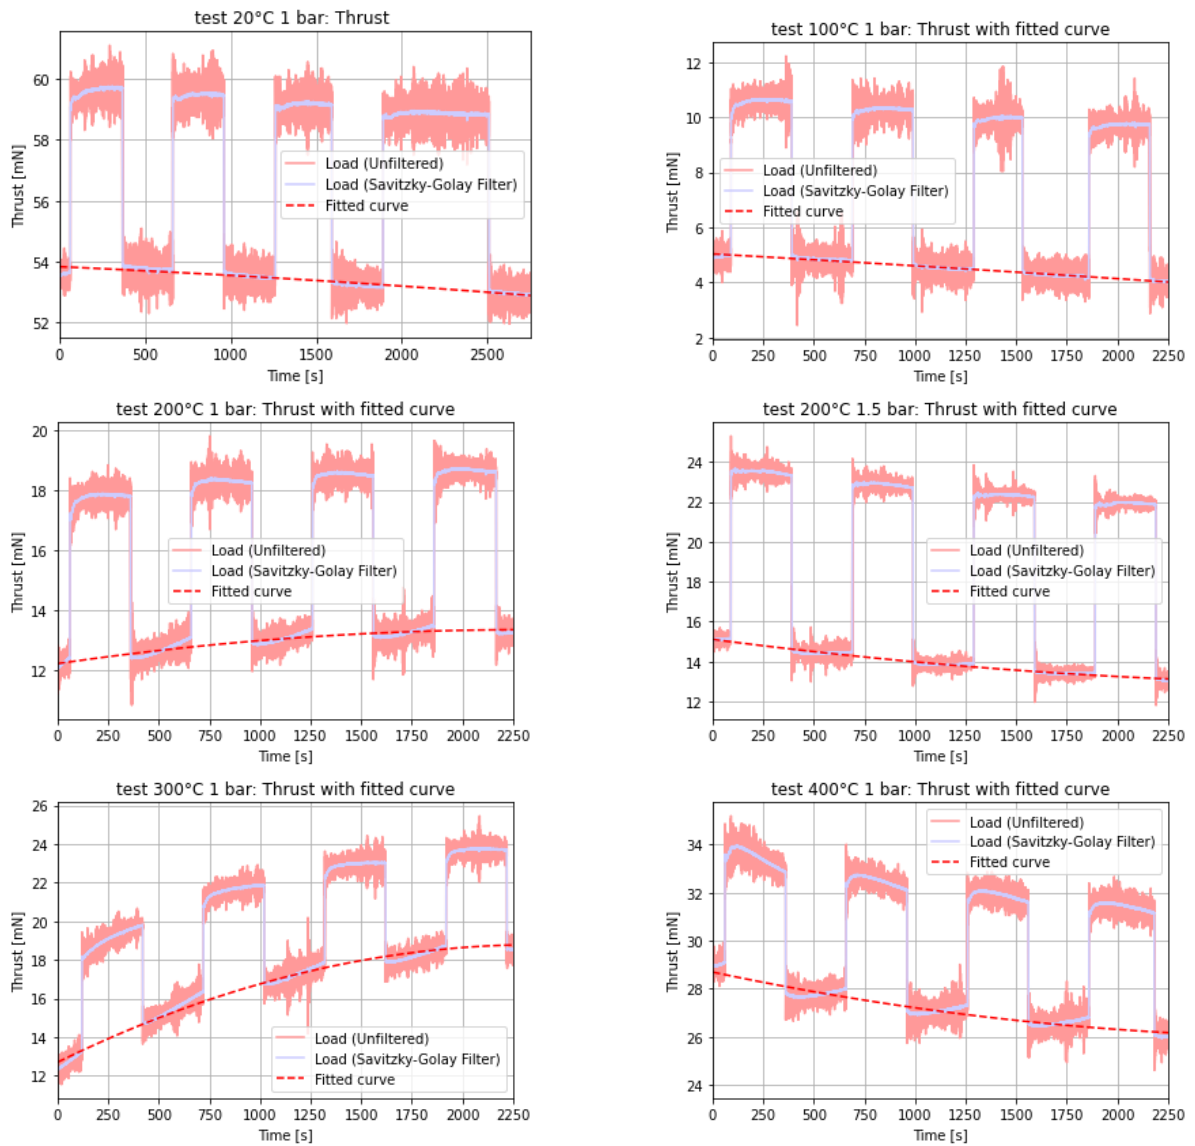 test 20°C 1 bar: Thrust
Thrust [mN]
60
58
56
54
52
Load (Unfiltered)
Load (Savitzky-Golay Filter)
Fitted curve
0 500 1000 1500 2000 2500
Time [s]
test 100°C 1 bar: Thrust with fitted curve
Thrust [mN]
12
10
8
6
4
2
Load (Unfiltered)
Load (Savitzky-Golay Filter)
Fitted curve
0 250 500 750 1000 1250 1500 1750 2000 2250
Time [s]
test 200°C 1 bar: Thrust with fitted curve
Thrust [mN]
20
18
16
14
12
Load (Unfiltered)
Load (Savitzky-Golay Filter)
Fitted curve
0 250 500 750 1000 1250 1500 1750 2000 2250
Time [s]
test 200°C 1.5 bar: Thrust with fitted curve
Thrust [mN]
24
22
20
18
16
14
12
Load (Unfiltered)
Load (Savitzky-Golay Filter)
Fitted curve
0 250 500 750 1000 1250 1500 1750 2000 2250
Time [s]
test 300°C 1 bar: Thrust with fitted curve
Thrust [mN]
26
24
22
20
18
16
14
12
Load (Unfiltered)
Load (Savitzky-Golay Filter)
Fitted curve
0 250 500 750 1000 1250 1500 1750 2000 2250
Time [s]
test 400°C 1 bar: Thrust with fitted curve
Thrust [mN]
34
32
30
28
26
24
Load (Unfiltered)
Load (Savitzky-Golay Filter)
Fitted curve
0 250 500 750 1000 1250 1500 1750 2000 2250
Time [s]